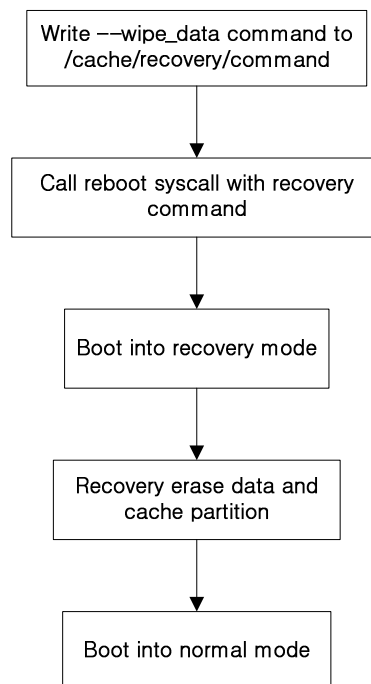 Write --wipe_data command to
/cache/recovery/command
Call reboot syscall with recovery
command
Boot into recovery mode
Recovery erase data and
cache partition
Boot into normal mode